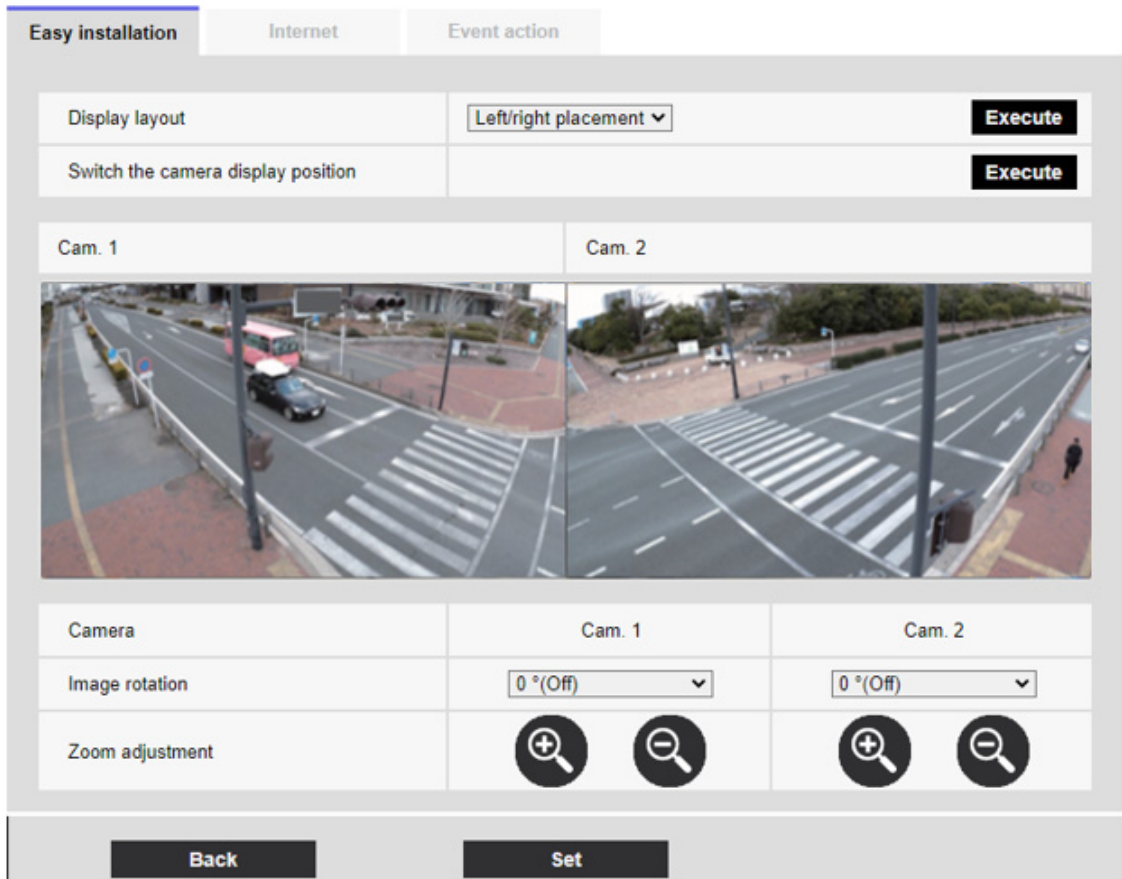 Easy installation Internet Event action
Display layout Left/right placement Execute
Switch the camera display position Execute
Cam. 1 Cam. 2
Camera Cam. 1 Cam. 2
Image rotation 0 °(Off) 0 °(Off)
Zoom adjustment
Back Set